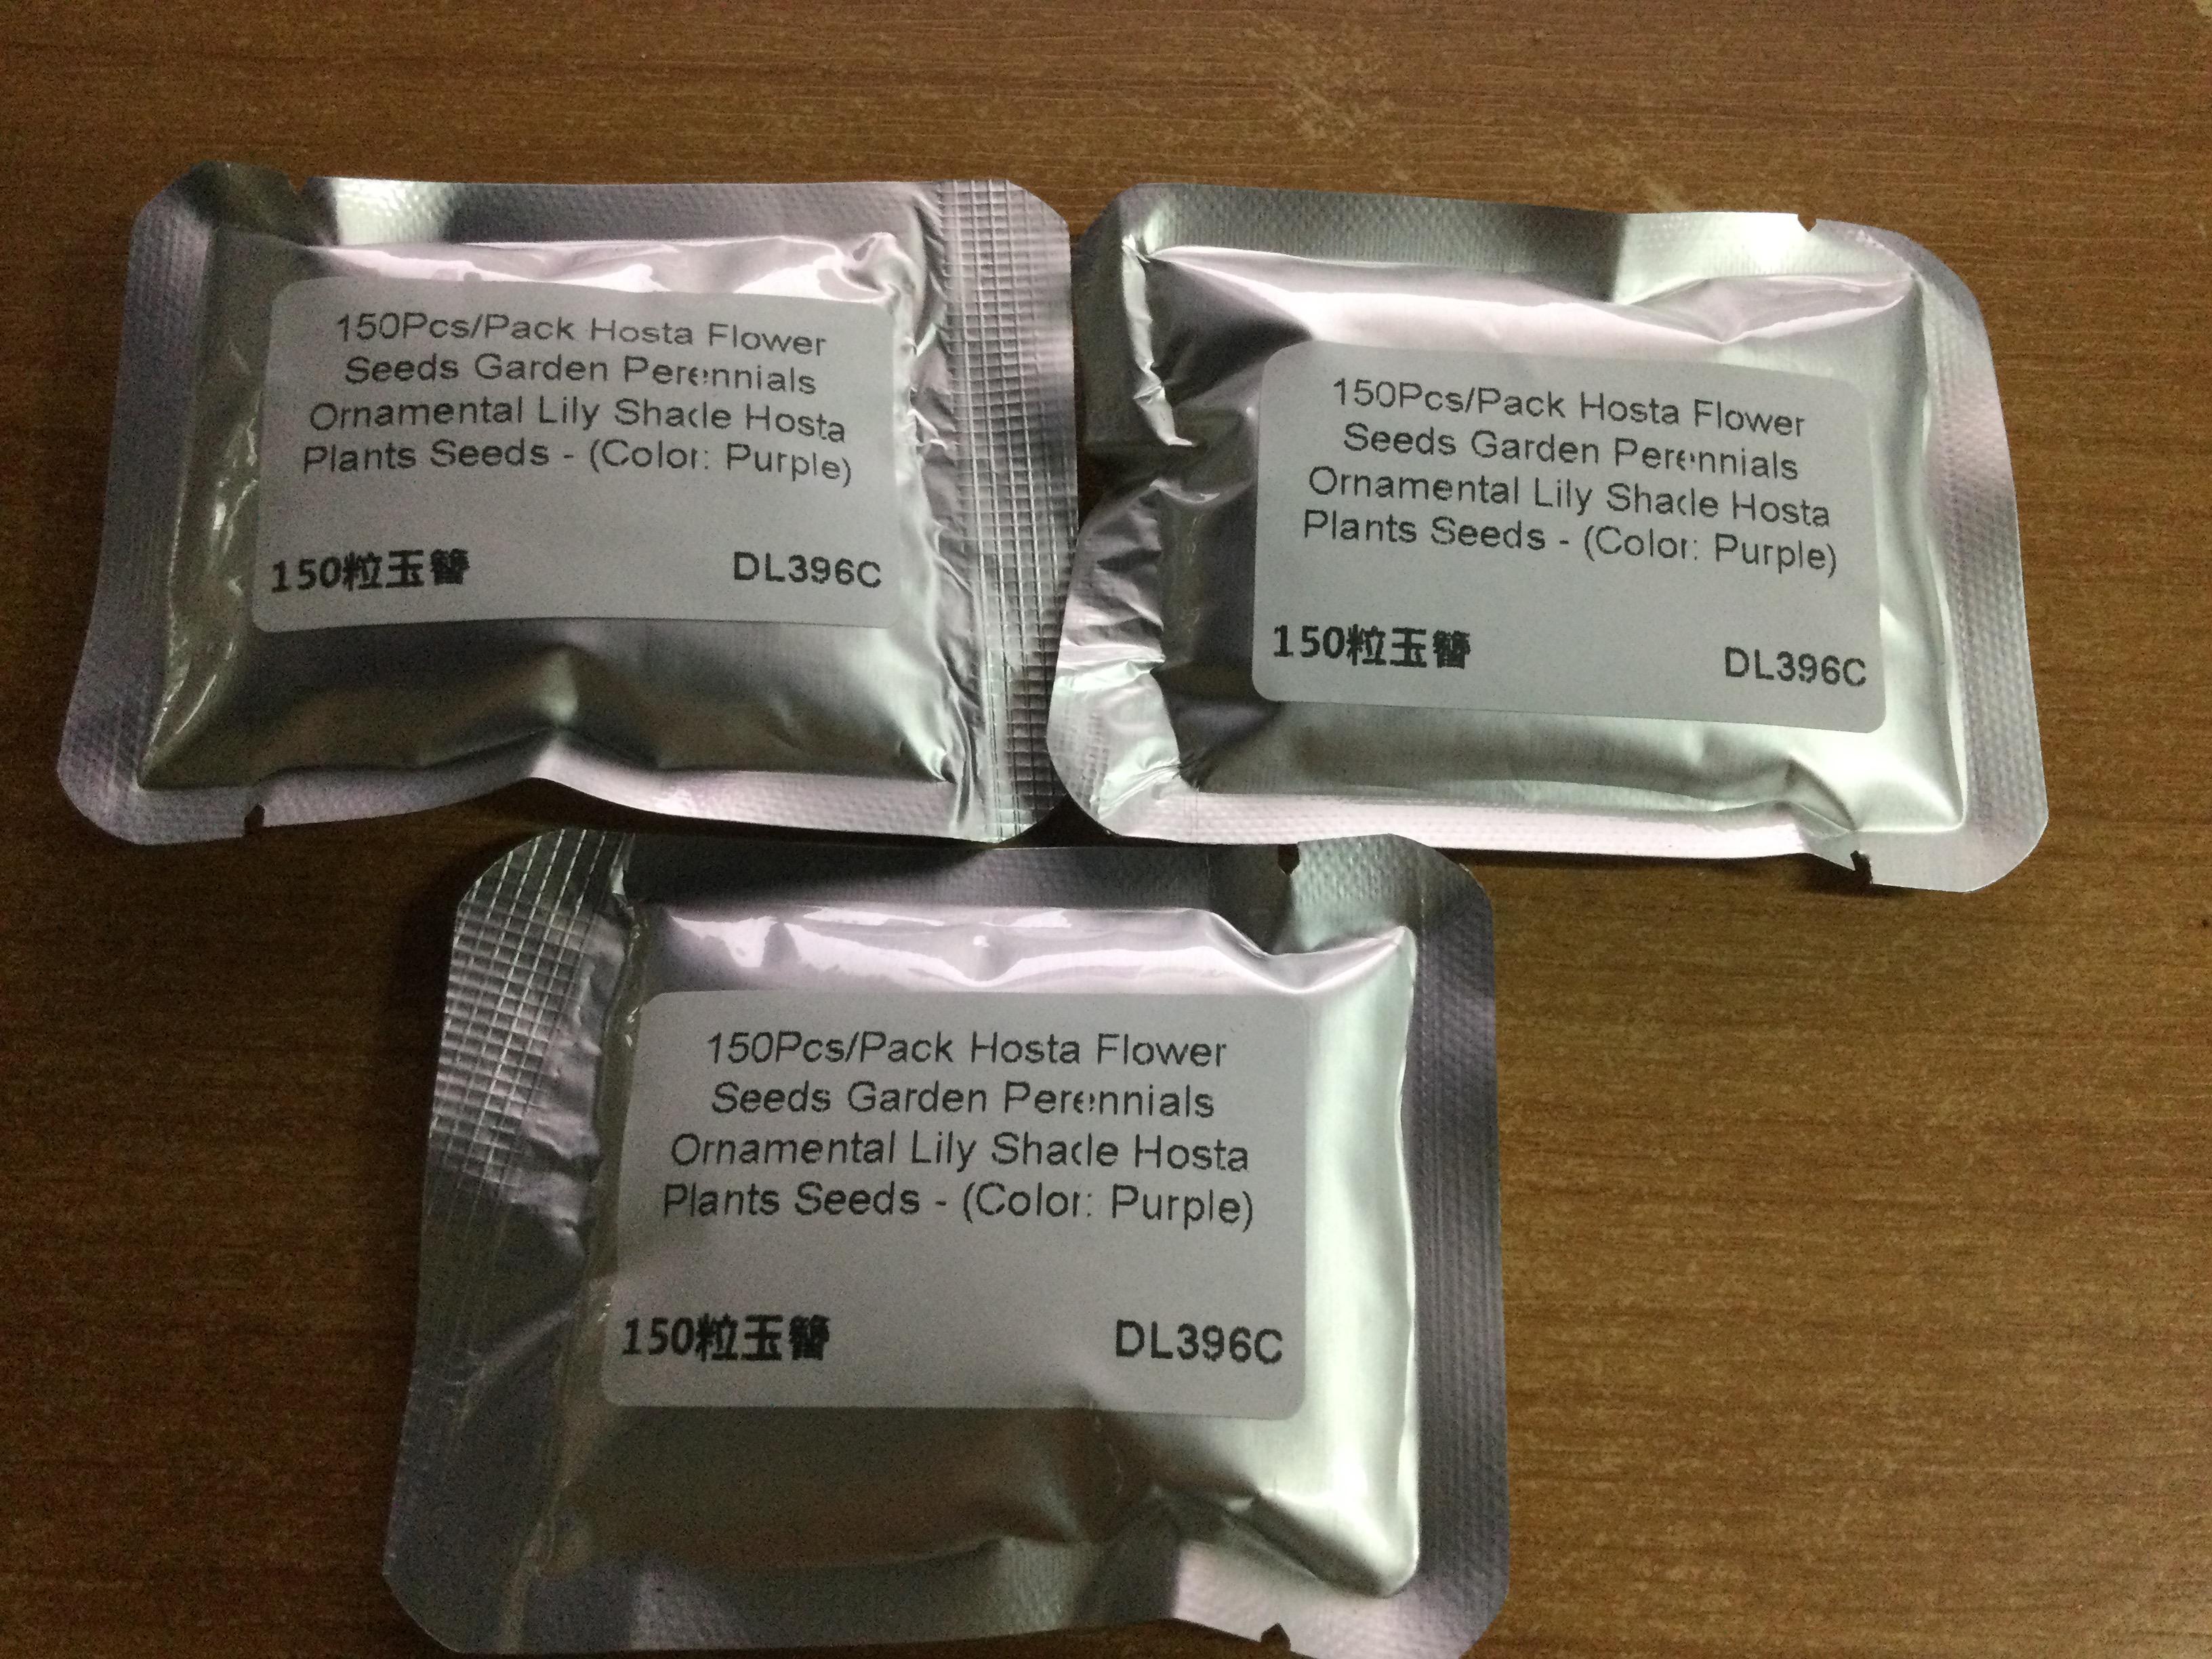 150Pcs/Pack Hosta Flower
Seeds Garden Perennials
Ornamental Lily Shade Hosta
Plants Seeds - (Color: Purple)
150粒玉簪 DL396C
150Pcs/Pack Hosta Flower
Seeds Garden Perennials
Ornamental Lily Shade Hosta
Plants Seeds - (Color: Purple)
150粒玉簪 DL396C
150Pcs/Pack Hosta Flower
Seeds Garden Perennials
Ornamental Lily Shade Hosta
Plants Seeds - (Color: Purple)
150粒玉簪 DL396C